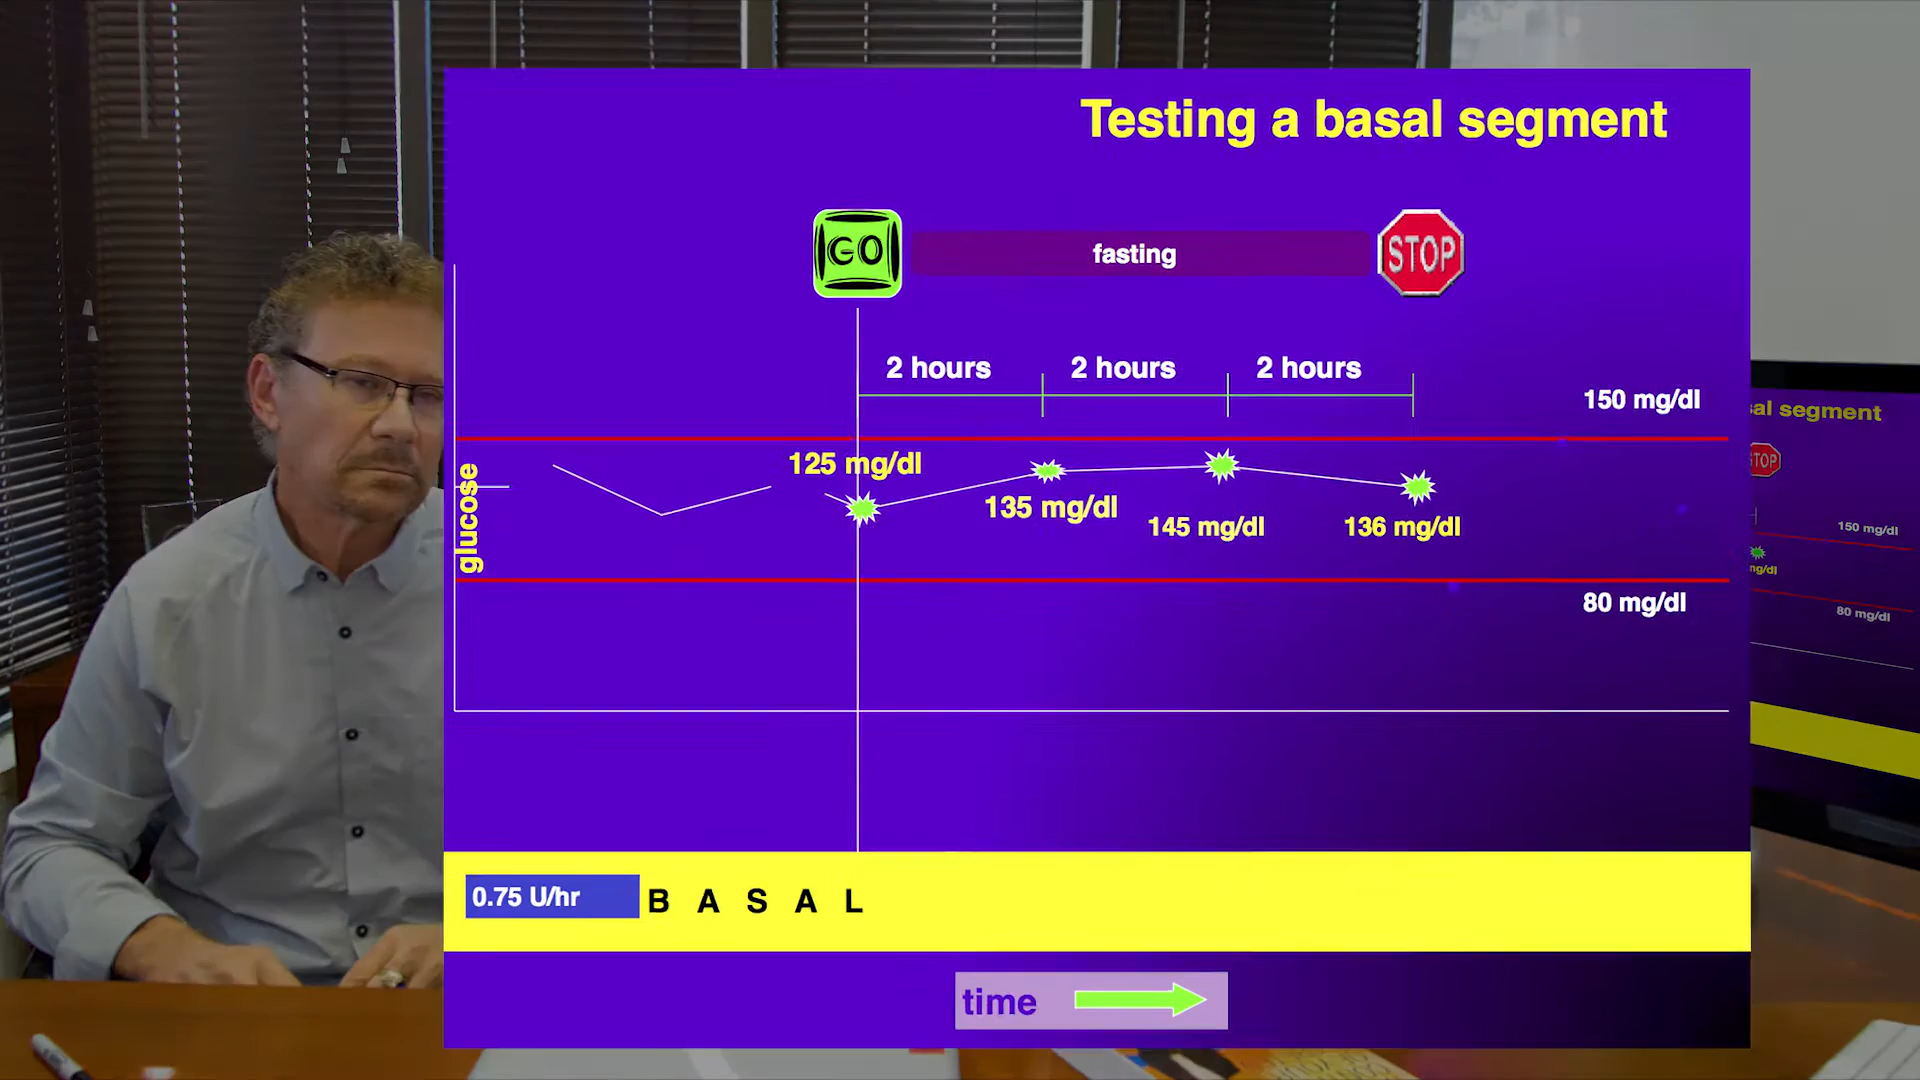 Testing a basal segment
GO
fasting
STOP
2 hours
2 hours
2 hours
150 mg/dl
125 mg/dl
135 mg/dl
145 mg/dl
136 mg/dl
glucose
80 mg/dl
0.75 U/hr
B A S A L
time
al segment
TOP
150 mg/dl
mg/dl
80 mg/dl